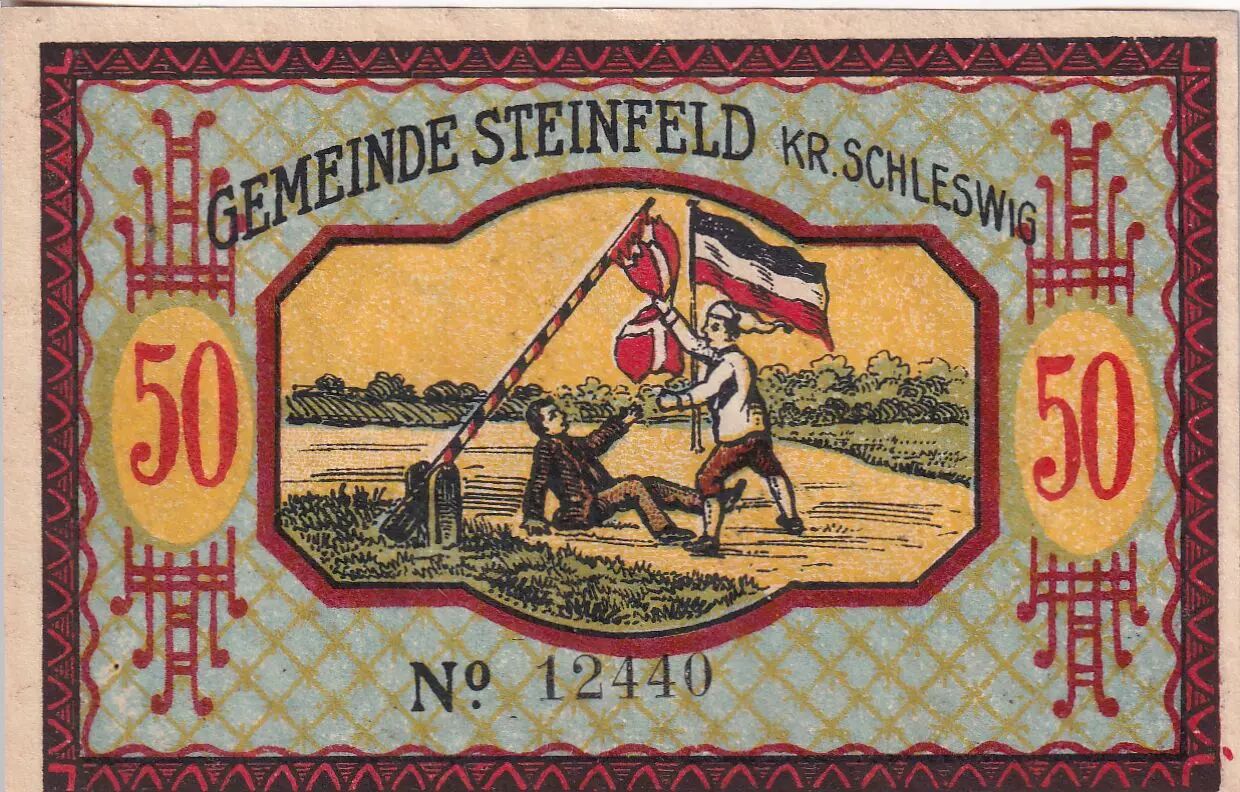 GEMEINDE STEINFELD KR. SCHLESWIG
50 50
Nº. 12440